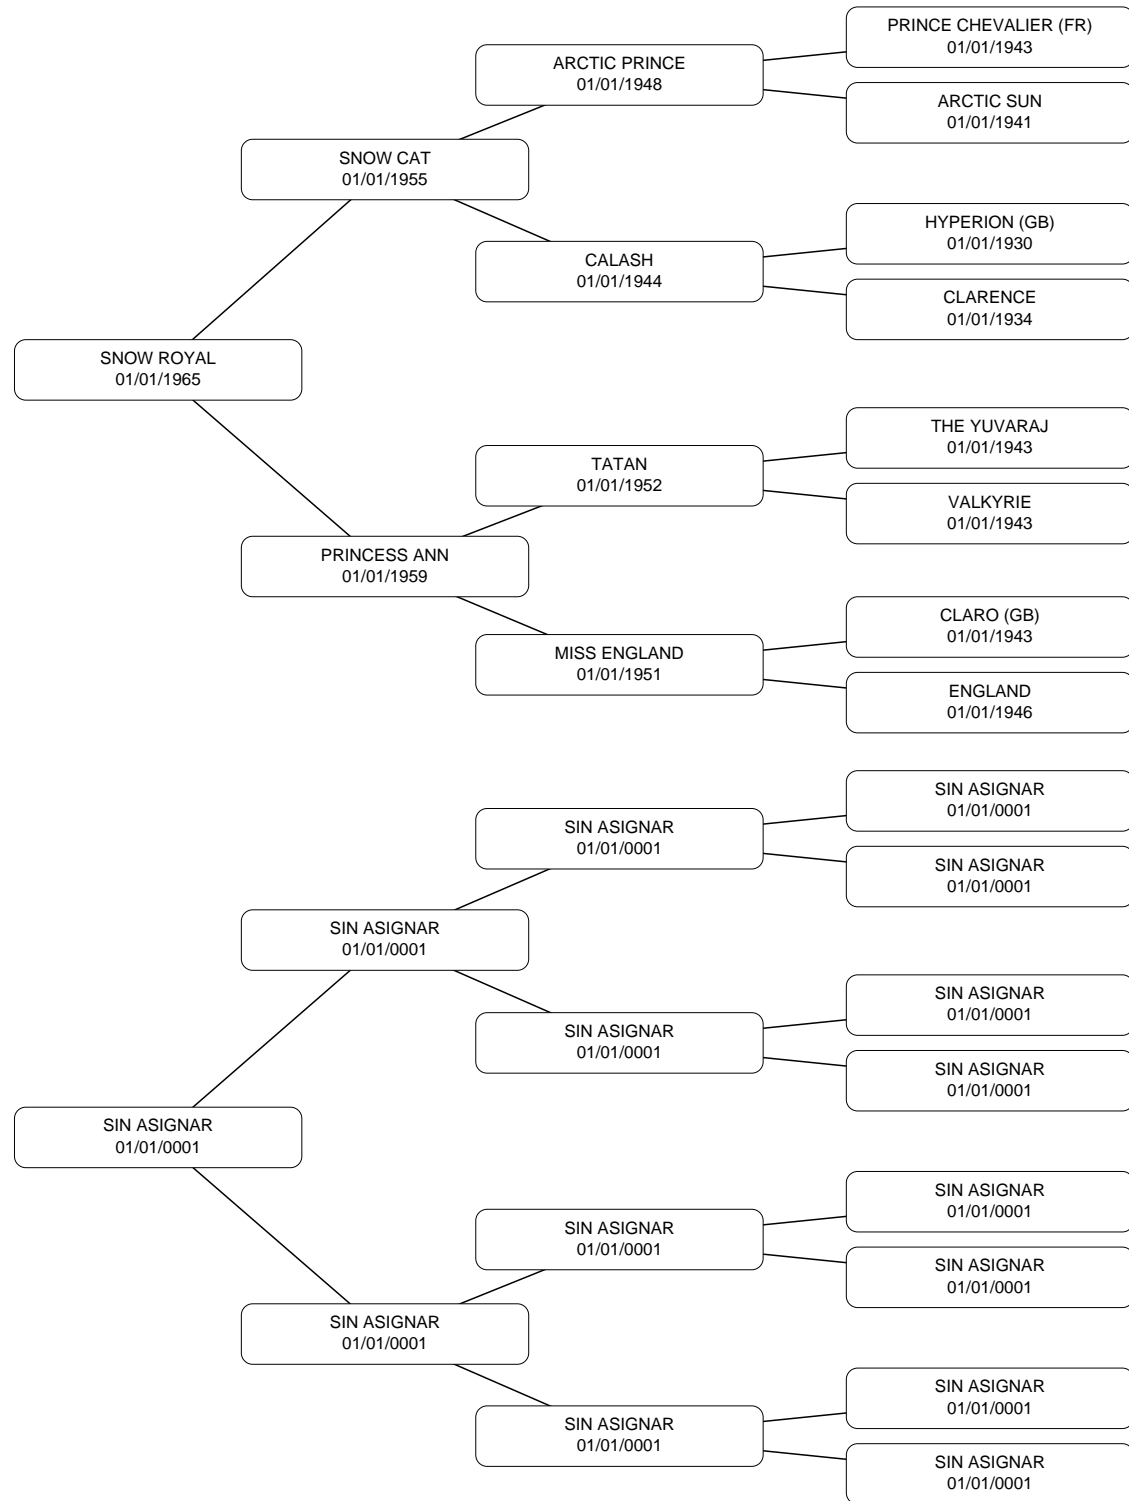 PRINCE CHEVALIER (FR)
01/01/1943
ARCTIC PRINCE
01/01/1948
ARCTIC SUN
01/01/1941
SNOW CAT
01/01/1955
HYPERION (GB)
01/01/1930
CALASH
01/01/1944
CLARENCE
01/01/1934
SNOW ROYAL
01/01/1965
THE YUVARAJ
01/01/1943
TATAN
01/01/1952
VALKYRIE
01/01/1943
PRINCESS ANN
01/01/1959
CLARO (GB)
01/01/1943
MISS ENGLAND
01/01/1951
ENGLAND
01/01/1946
SIN ASIGNAR
01/01/0001
SIN ASIGNAR
01/01/0001
SIN ASIGNAR
01/01/0001
SIN ASIGNAR
01/01/0001
SIN ASIGNAR
01/01/0001
SIN ASIGNAR
01/01/0001
SIN ASIGNAR
01/01/0001
SIN ASIGNAR
01/01/0001
SIN ASIGNAR
01/01/0001
SIN ASIGNAR
01/01/0001
SIN ASIGNAR
01/01/0001
SIN ASIGNAR
01/01/0001
SIN ASIGNAR
01/01/0001
SIN ASIGNAR
01/01/0001
SIN ASIGNAR
01/01/0001